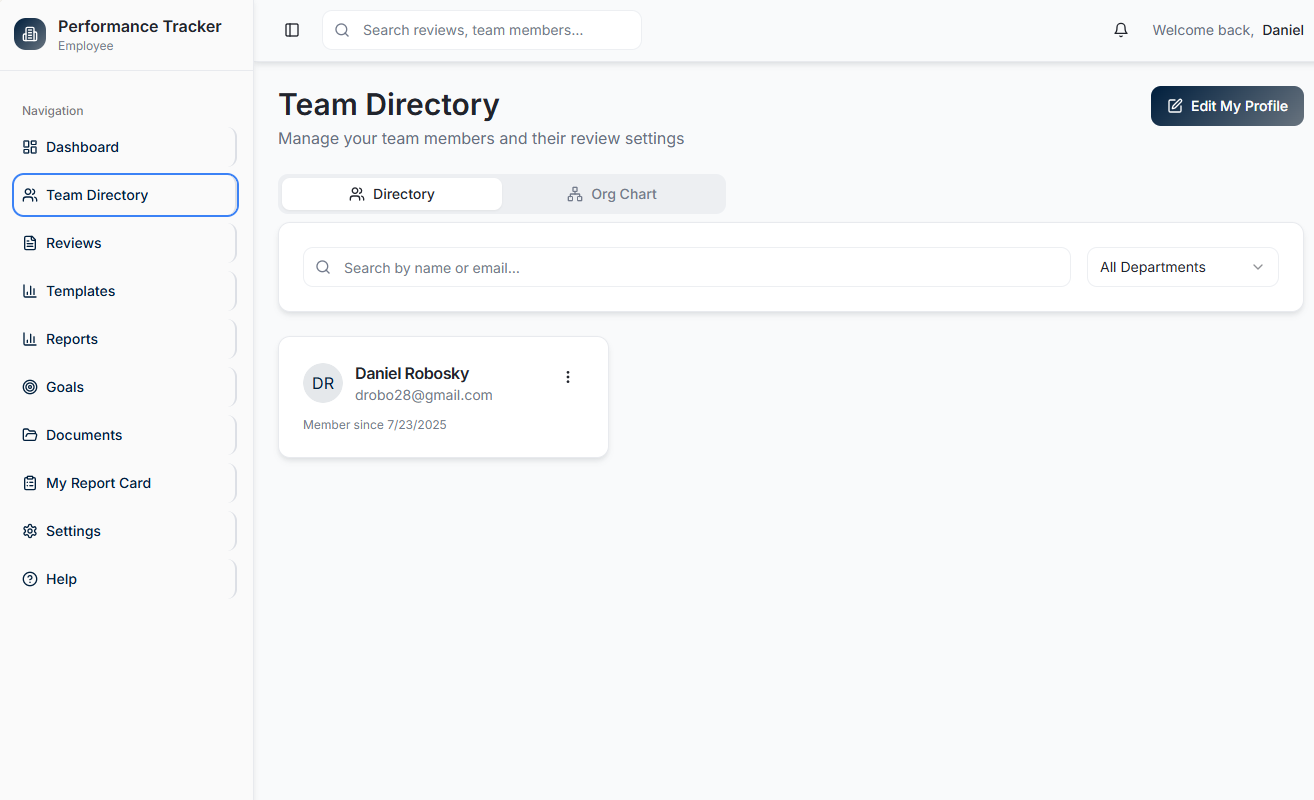 Performance Tracker
Employee
Navigation
Dashboard
Team Directory
Reviews
Templates
Reports
Goals
Documents
My Report Card
Settings
Help
Search reviews, team members...
Welcome back, Daniel
Team Directory
Manage your team members and their review settings
Edit My Profile
Directory
Org Chart
Search by name or email...
All Departments
DR
Daniel Robosky
drobo28@gmail.com
Member since 7/23/2025